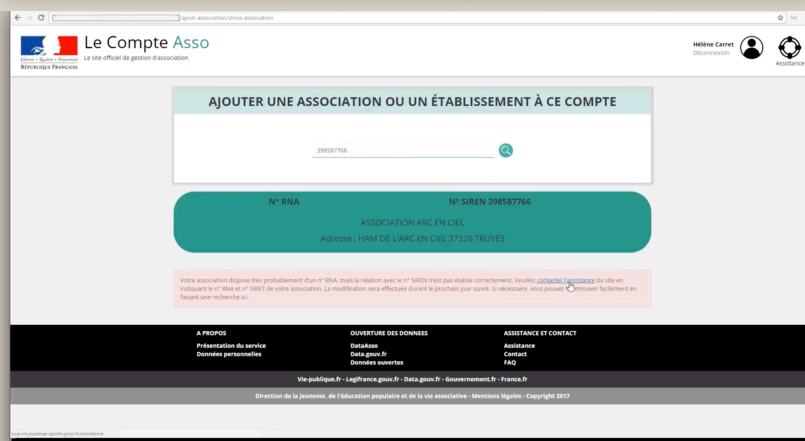 /ajout-association/choix-association
Liberté • Égalité • Fraternité
RÉPUBLIQUE FRANÇAISE
Le Compte Asso
Le site officiel de gestion d'association
Hélène Carret
Déconnexion
Assistance
AJOUTER UNE ASSOCIATION OU UN ÉTABLISSEMENT À CE COMPTE
398587766
N° RNA N° SIREN 398587766
ASSOCIATION ARC EN CIEL
Adresse : HAM DE L'ARC EN CIEL 37320 TRUYES
Votre association dispose très probablement d'un n° RNA, mais la relation avec le n° SIREN n'est pas établie correctement. Veuillez contacter l'assistance du site en
indiquant le n° RNA et n° SIRET de votre association. La modification sera effectuée durant le prochain jour ouvré. Si nécessaire, vous pouvez retrouver facilement en
faisant une recherche ici.
A PROPOS
Présentation du service
Données personnelles
OUVERTURE DES DONNEES
DataAsso
Data.gouv.fr
Données ouvertes
ASSISTANCE ET CONTACT
Assistance
Contact
FAQ
Vie-publique.fr - Legifrance.gouv.fr - Data.gouv.fr - Gouvernement.fr - France.fr
Direction de la jeunesse, de l'éducation populaire et de la vie associative - Mentions légales - Copyright 2017